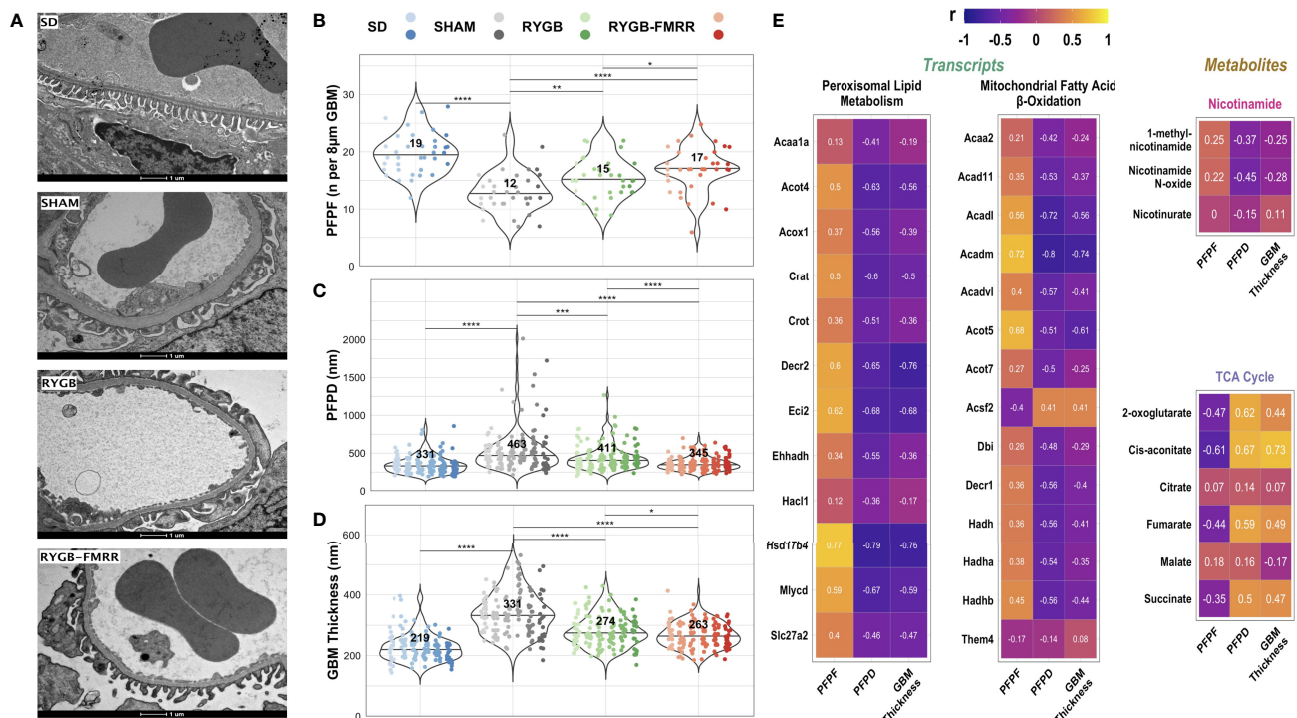 A
SD
1 um
SHAM
1 um
RYGB
1 um
RYGB-FMRR
1 um
B
SD SHAM RYGB RYGB-FMRR
PFPF (n per 8µm GBM)
30
20
10
0
****
**
****
*
19
12
15
17
C
PFPD (nm)
2000
1500
1000
500
0
****
***
****
****
331
463
411
345
D
GBM Thickness (nm)
600
400
200
0
****
****
****
*
219
331
274
263
E
r
-1 -0.5 0 0.5 1
Transcripts
Metabolites
Peroxisomal Lipid
Metabolism
Acaa1a 0.13 -0.41 -0.19
Acot4 0.5 -0.63 -0.56
Acox1 0.37 -0.56 -0.39
Crat 0.5 -0.6 -0.5
Crot 0.36 -0.51 -0.36
Decr2 0.6 -0.65 -0.76
Eci2 0.62 -0.68 -0.68
Ehhadh 0.34 -0.55 -0.36
Hacl1 0.12 -0.36 -0.17
Hsd17b4 0.77 -0.79 -0.76
Mlycd 0.59 -0.67 -0.59
Slc27a2 0.4 -0.46 -0.47
PFPF PFPD GBM
Thickness
Mitochondrial Fatty Acid
β-Oxidation
Acaa2 0.21 -0.42 -0.24
Acad11 0.35 -0.53 -0.37
Acadl 0.56 -0.72 -0.56
Acadm 0.72 -0.8 -0.74
Acadvl 0.4 -0.57 -0.41
Acot5 0.68 -0.51 -0.61
Acot7 0.27 -0.5 -0.25
Acsf2 -0.4 0.41 0.41
Dbi 0.26 -0.48 -0.29
Decr1 0.36 -0.56 -0.4
Hadh 0.36 -0.56 -0.41
Hadha 0.38 -0.54 -0.35
Hadhb 0.45 -0.56 -0.44
Them4 -0.17 -0.14 0.08
PFPF PFPD GBM
Thickness
Nicotinamide
1-methyl-
nicotinamide 0.25 -0.37 -0.25
Nicotinamide
N-oxide 0.22 -0.45 -0.28
Nicotinurate 0 -0.15 0.11
PFPF PFPD GBM
Thickness
TCA Cycle
2-oxoglutarate -0.47 0.62 0.44
Cis-aconitate -0.61 0.67 0.73
Citrate 0.07 0.14 0.07
Fumarate -0.44 0.59 0.49
Malate 0.18 0.16 -0.17
Succinate -0.35 0.5 0.47
PFPF PFPD GBM
Thickness